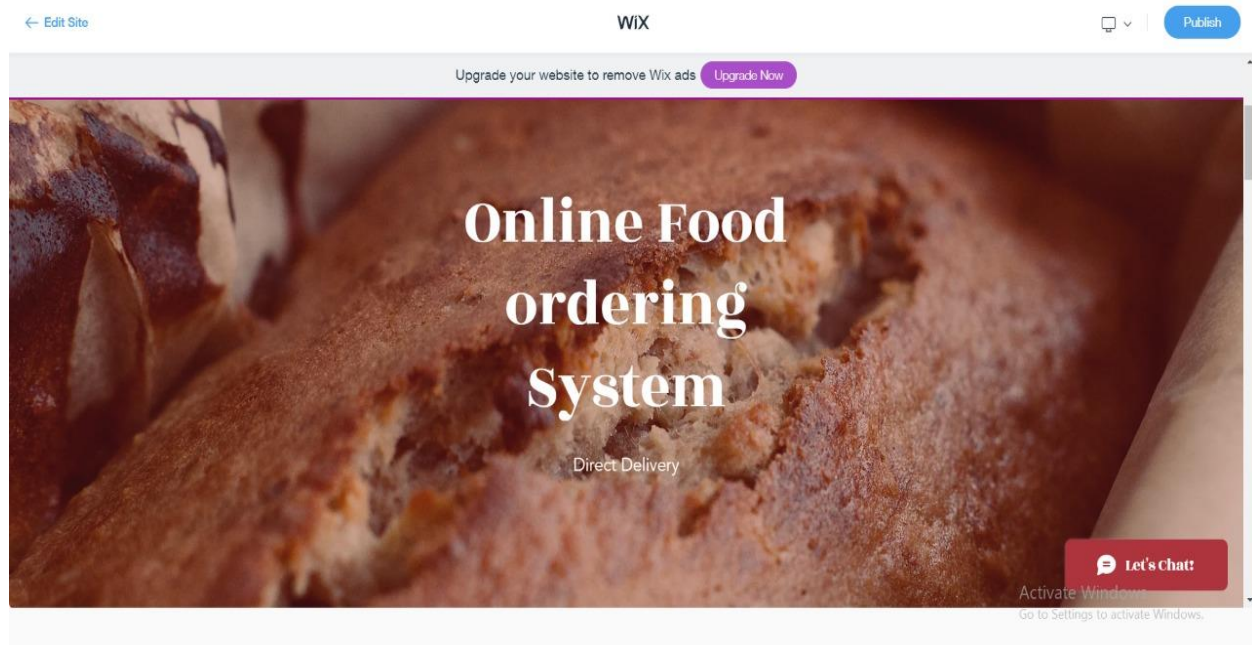 ← Edit Site
WiX
Publish
Upgrade your website to remove Wix ads
Upgrade Now
Online Food
ordering
System
Direct Delivery
Let's Chat!
Activate Windows
Go to Settings to activate Windows.